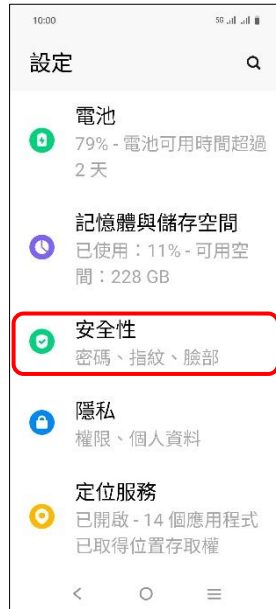 10:00
5G
設定
電池
79% - 電池可用時間超過
2 天
記憶體與儲存空間
已使用：11% - 可用空
間：228 GB
安全性
密碼、指紋、臉部
隱私
權限、個人資料
定位服務
已開啟 - 14 個應用程式
已取得位置存取權